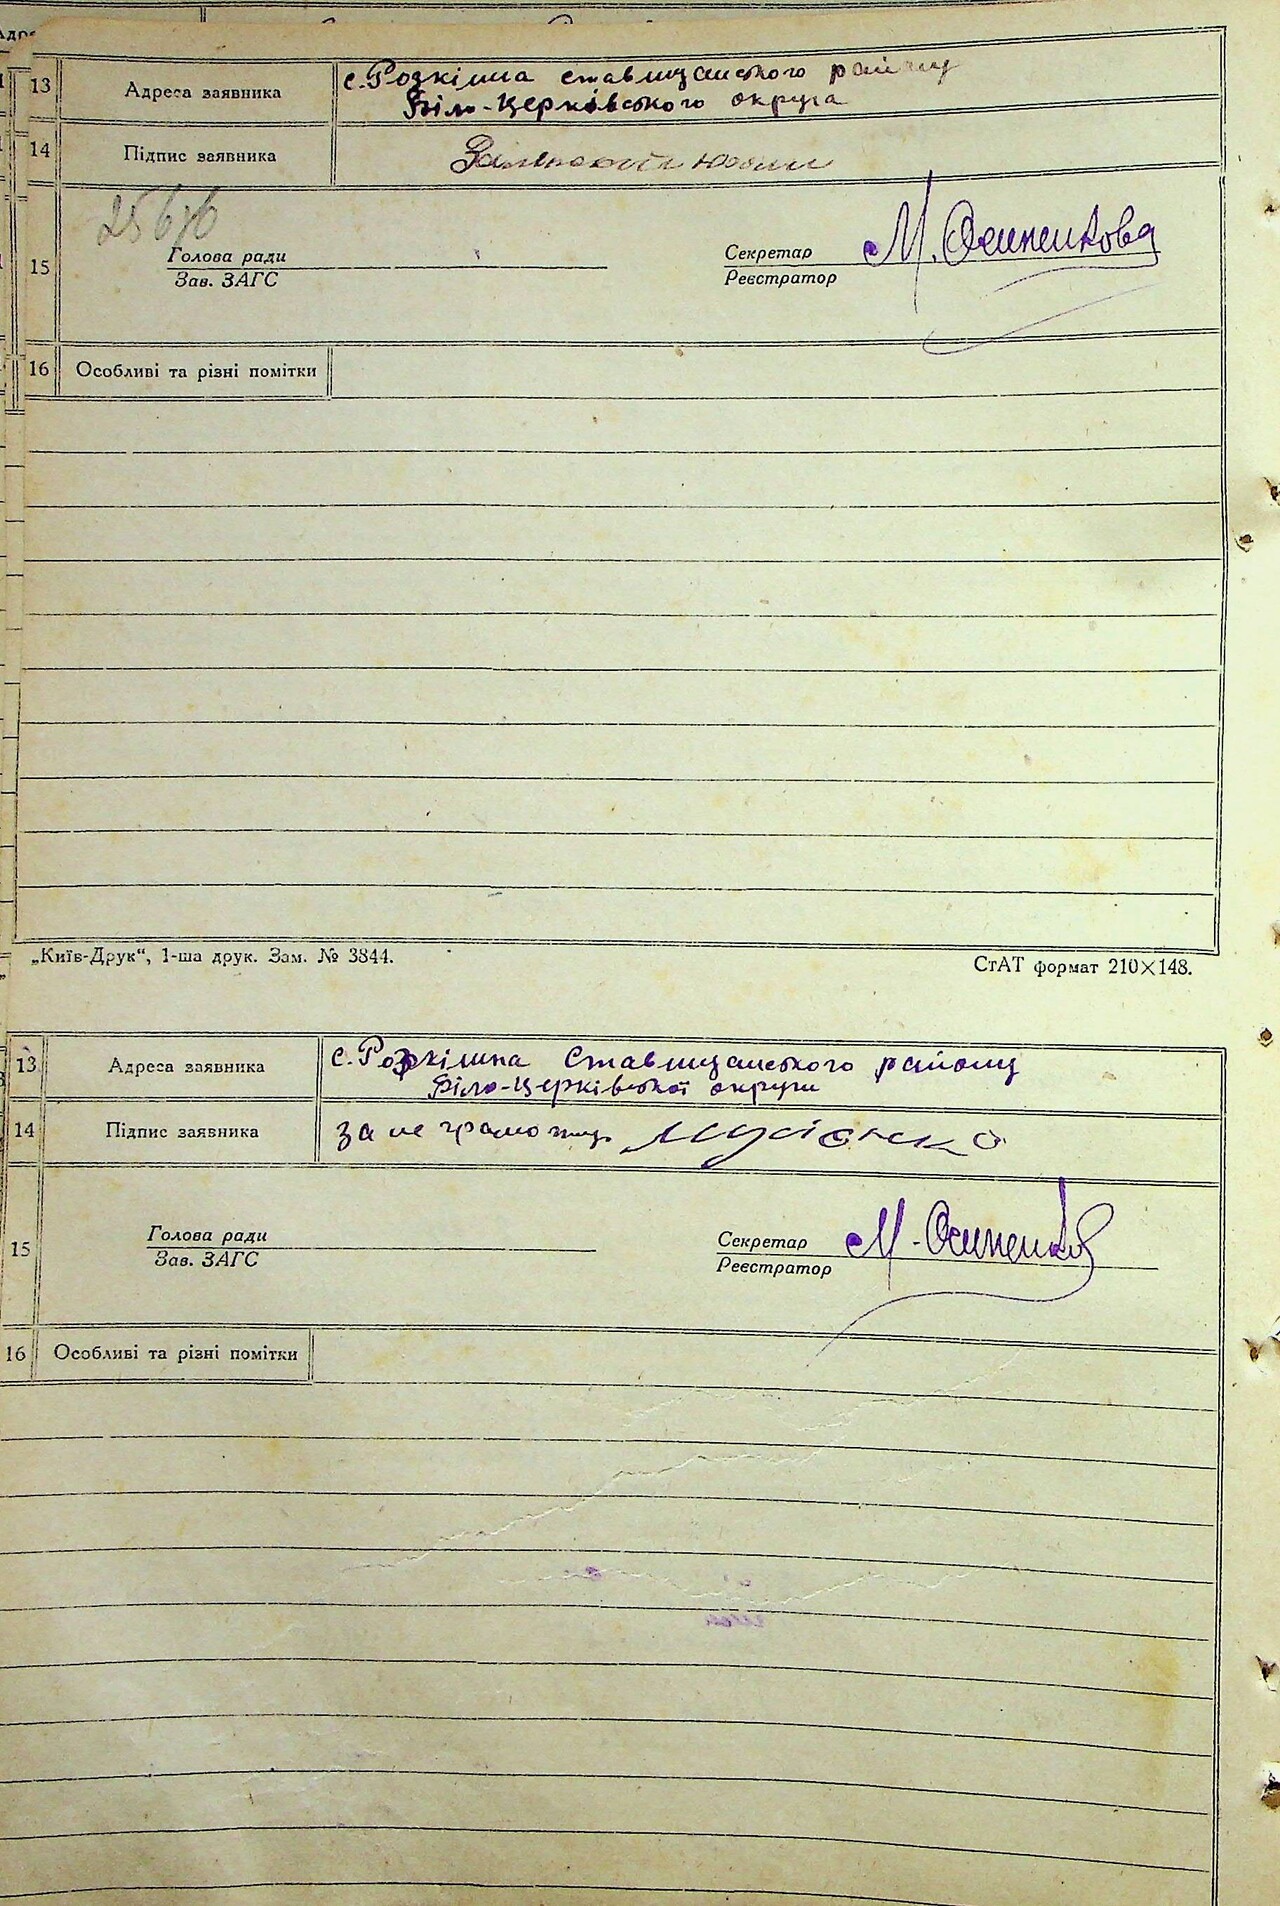 13 Адреса заявника с. Розкішна ставищанського району
Біло-Церківського округа
14 Підпис заявника
15 Голова ради
Зав. ЗАГС
Секретар М. Осипенкова
Реєстратор
16 Особливі та різні помітки
„Київ-Друк“, 1-ша друк. Зам. № 3844.
СтАТ формат 210×148.
13 Адреса заявника с. Розкішна Ставищанського району
Біло-Церківської округи
14 Підпис заявника за неграмотну Мусієнко
15 Голова ради
Зав. ЗАГС
Секретар М. Осипенков
Реєстратор
16 Особливі та різні помітки